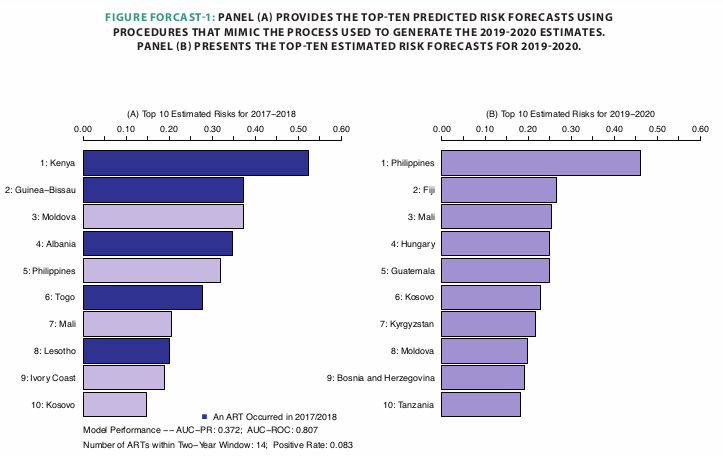 FIGURE FORCAST-1: PANEL (A) PROVIDES THE TOP-TEN PREDICTED RISK FORECASTS USING
PROCEDURES THAT MIMIC THE PROCESS USED TO GENERATE THE 2019-2020 ESTIMATES.
PANEL (B) PRESENTS THE TOP-TEN ESTIMATED RISK FORECASTS FOR 2019-2020.
(A) Top 10 Estimated Risks for 2017–2018
0.00 0.10 0.20 0.30 0.40 0.50 0.60
1: Kenya
2: Guinea–Bissau
3: Moldova
4: Albania
5: Philippines
6: Togo
7: Mali
8: Lesotho
9: Ivory Coast
10: Kosovo
An ART Occurred in 2017/2018
Model Performance –– AUC–PR: 0.372; AUC–ROC: 0.807
Number of ARTs within Two–Year Window: 14; Positive Rate: 0.083
(B) Top 10 Estimated Risks for 2019–2020
0.00 0.10 0.20 0.30 0.40 0.50 0.60
1: Philippines
2: Fiji
3: Mali
4: Hungary
5: Guatemala
6: Kosovo
7: Kyrgyzstan
8: Moldova
9: Bosnia and Herzegovina
10: Tanzania